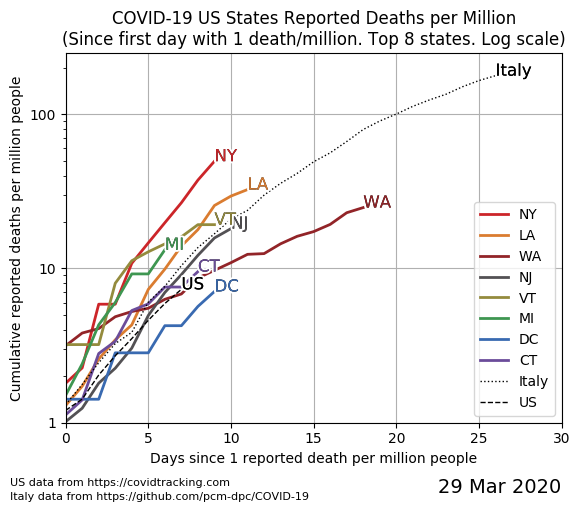 COVID-19 US States Reported Deaths per Million
(Since first day with 1 death/million. Top 8 states. Log scale)
Cumulative reported deaths per million people
100
10
1
Italy
NY
LA
WA
VT
NJ
MI
CT
US
DC
NY
LA
WA
NJ
VT
MI
DC
CT
Italy
US
0 5 10 15 20 25 30
Days since 1 reported death per million people
US data from https://covidtracking.com
Italy data from https://github.com/pcm-dpc/COVID-19
29 Mar 2020